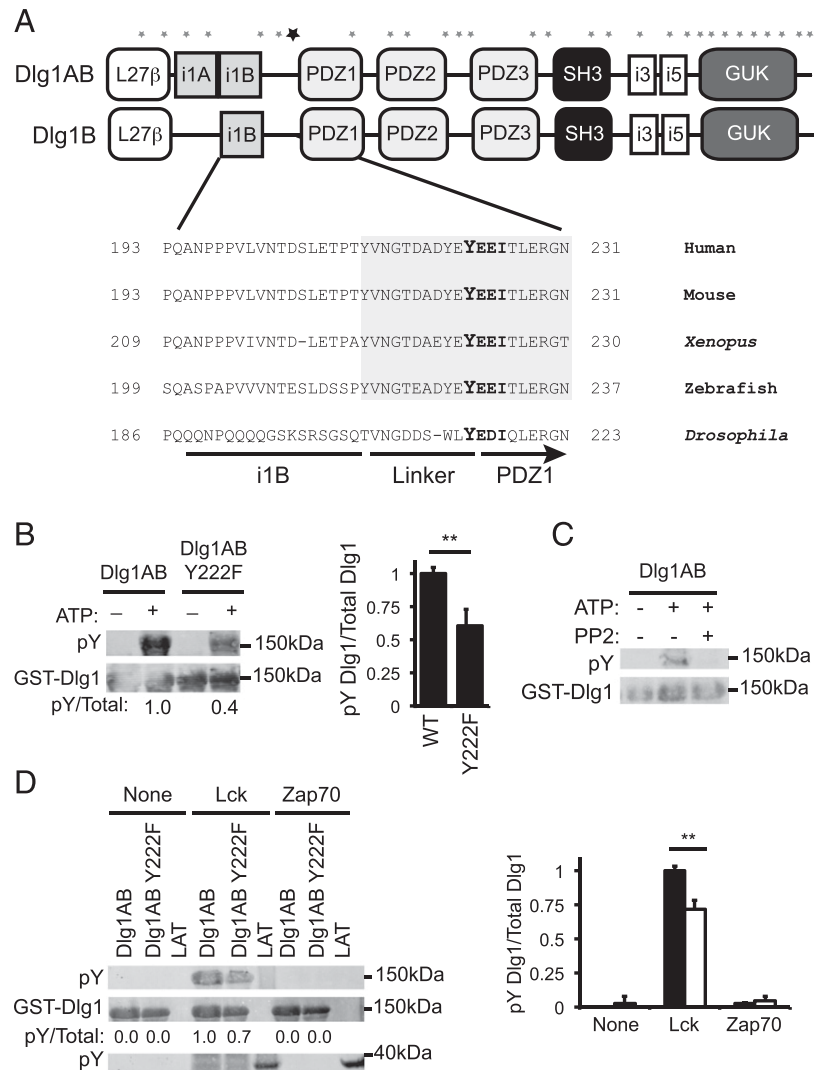 A
Dlg1AB L27β i1A i1B PDZ1 PDZ2 PDZ3 SH3 i3 i5 GUK
Dlg1B L27β i1B PDZ1 PDZ2 PDZ3 SH3 i3 i5 GUK
193 PQANPPPVLVNTDSLETPTYVNGTDADYEYEEITLERGN 231 Human
193 PQANPPPVLVNTDSLETPTYVNGTDADYEYEEITLERGN 231 Mouse
209 PQANPPPVIVNTD-LETPAYVNGTDAEYEYEEITLERGT 230 Xenopus
199 SQASPAPVVVNTESLDSSPYVNGTEADYEYEEITLERGN 237 Zebrafish
186 PQQQNPQQQQGSKSRSGSQTVNGDDS-WLYEDIQLERGN 223 Drosophila
i1B Linker PDZ1
B
Dlg1AB Dlg1AB Y222F
ATP: – + – +
pY 150kDa
GST-Dlg1 150kDa
pY/Total: 1.0 0.4
pY Dlg1/Total Dlg1
**
1
0.75
0.5
0.25
0
WT Y222F
C
Dlg1AB
ATP: - + +
PP2: - - +
pY 150kDa
GST-Dlg1 150kDa
D
None Lck Zap70
Dlg1AB Dlg1AB Y222F LAT Dlg1AB Dlg1AB Y222F LAT Dlg1AB Dlg1AB Y222F LAT
pY 150kDa
GST-Dlg1 150kDa
pY/Total: 0.0 0.0 1.0 0.7 0.0 0.0
pY 40kDa
pY Dlg1/Total Dlg1
**
1
0.75
0.5
0.25
0
None Lck Zap70